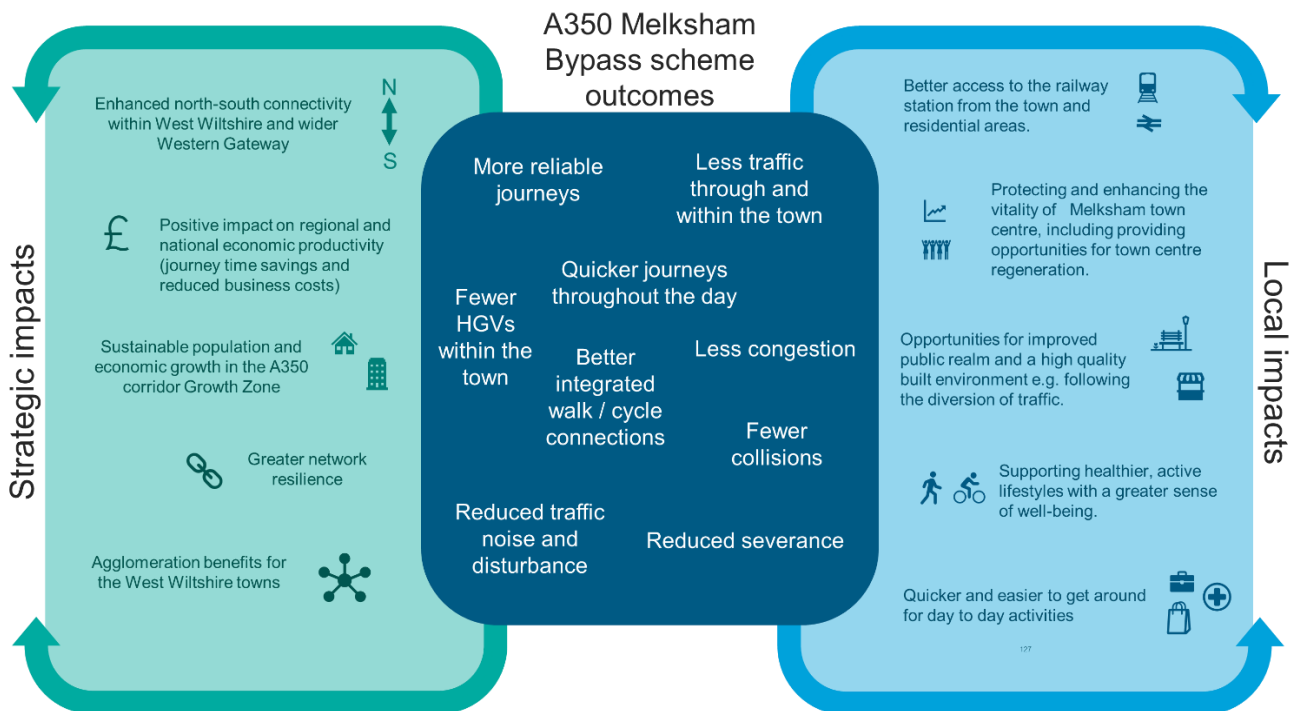 A350 Melksham
Bypass scheme
outcomes
Strategic impacts
Enhanced north-south connectivity
within West Wiltshire and wider
Western Gateway
N
S
£
Positive impact on regional and
national economic productivity
(journey time savings and
reduced business costs)
Sustainable population and
economic growth in the A350
corridor Growth Zone
Greater network
resilience
Agglomeration benefits for
the West Wiltshire towns
More reliable
journeys
Less traffic
through and
within the town
Quicker journeys
throughout the day
Fewer
HGVs
within the
town
Better
integrated
walk / cycle
connections
Less congestion
Fewer
collisions
Reduced traffic
noise and
disturbance
Reduced severance
Local impacts
Better access to the railway
station from the town and
residential areas.
Protecting and enhancing the
vitality of Melksham town
centre, including providing
opportunities for town centre
regeneration.
Opportunities for improved
public realm and a high quality
built environment e.g. following
the diversion of traffic.
Supporting healthier, active
lifestyles with a greater sense
of well-being.
Quicker and easier to get around
for day to day activities
127